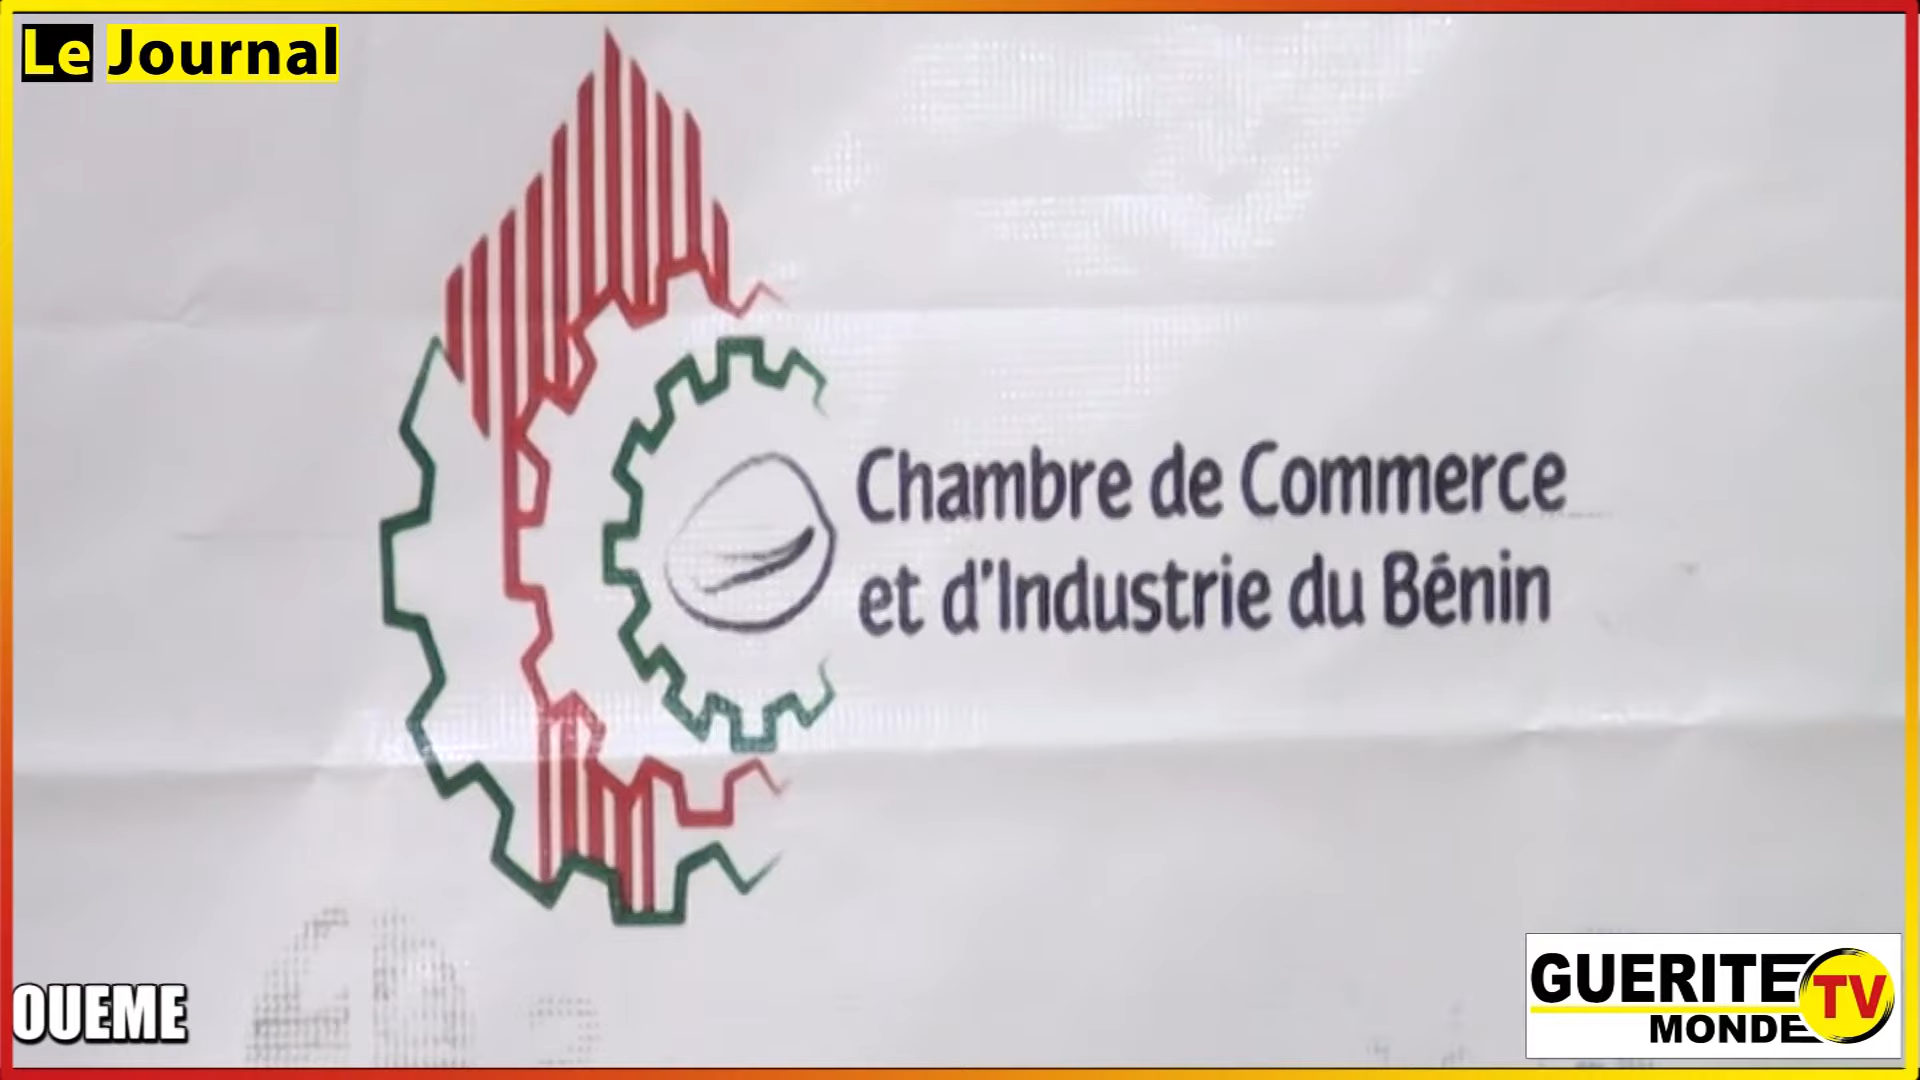 Le Journal
Chambre de Commerce
et d'Industrie du Bénin
OUEME
GUERITE TV
MONDE